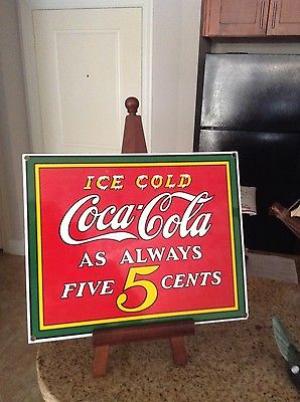 ICE COLD
Coca-Cola
AS ALWAYS
FIVE 5 CENTS